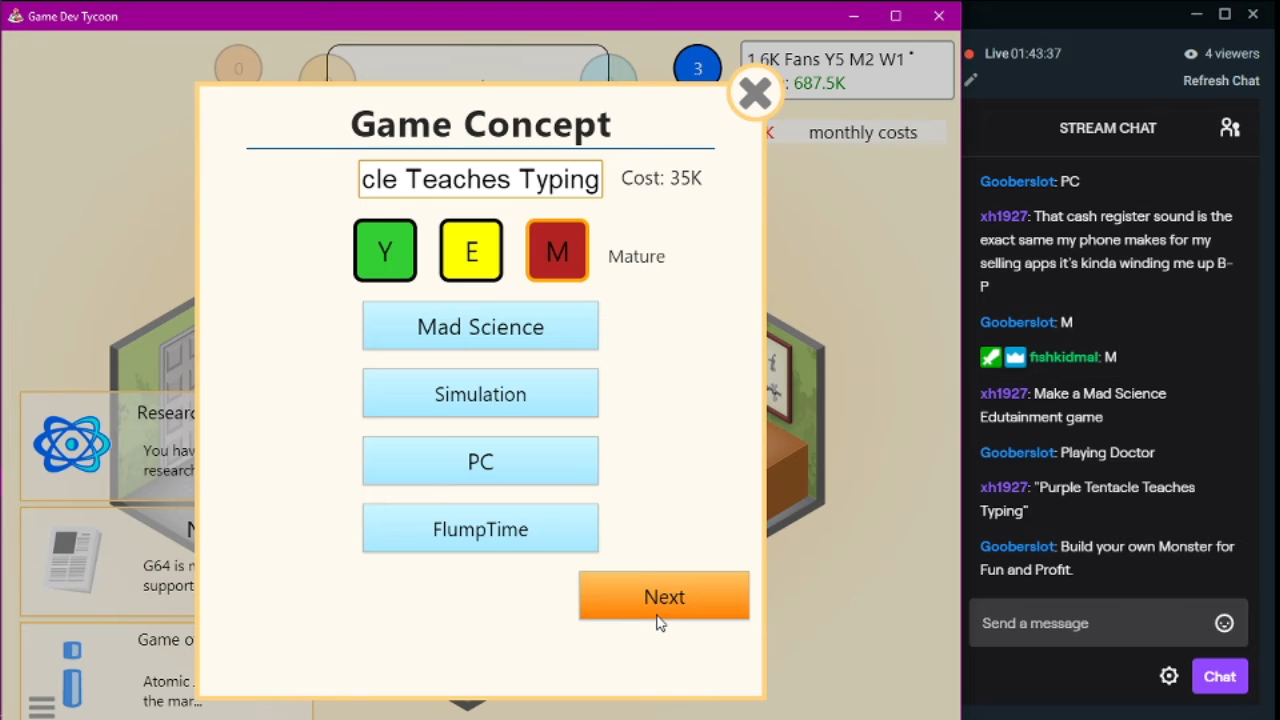 Game Dev Tycoon
0
3
1.6K Fans Y5 M2 W1
: 687.5K
K monthly costs
Game Concept
cle Teaches Typing
Cost: 35K
Y
E
M
Mature
Mad Science
Simulation
PC
FlumpTime
Next
Researc
You hav
research
N
G64 is n
support
Game o
Atomic
the mar...
Live 01:43:37
4 viewers
Refresh Chat
STREAM CHAT
Gooberslot: PC
xh1927: That cash register sound is the
exact same my phone makes for my
selling apps it's kinda winding me up B-
P
Gooberslot: M
fishkidmal: M
xh1927: Make a Mad Science
Edutainment game
Gooberslot: Playing Doctor
xh1927: "Purple Tentacle Teaches
Typing"
Gooberslot: Build your own Monster for
Fun and Profit.
Send a message
Chat